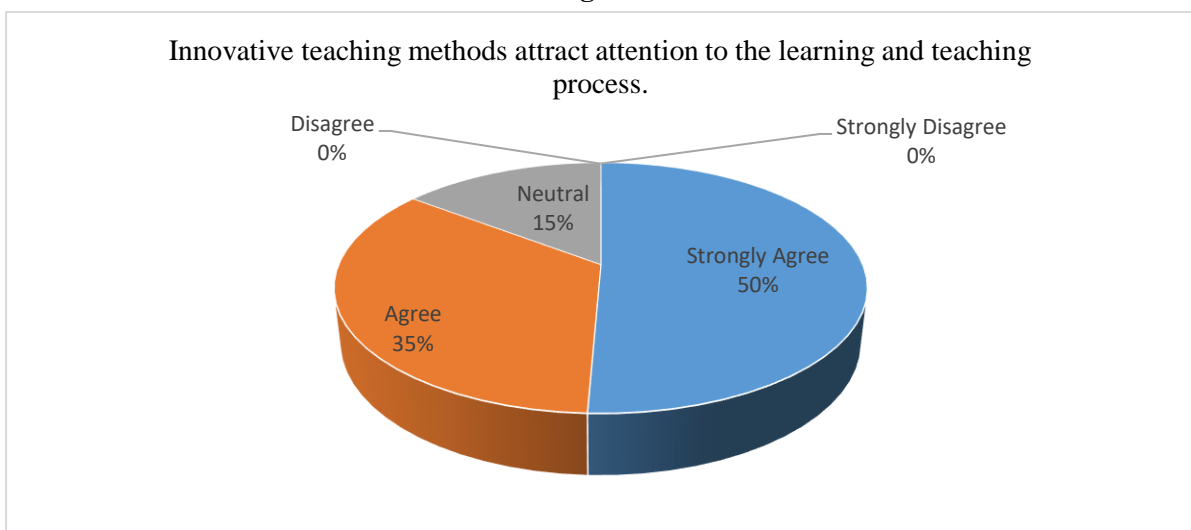 Innovative teaching methods attract attention to the learning and teaching
process.
Disagree
0%
Strongly Disagree
0%
Neutral
15%
Strongly Agree
50%
Agree
35%